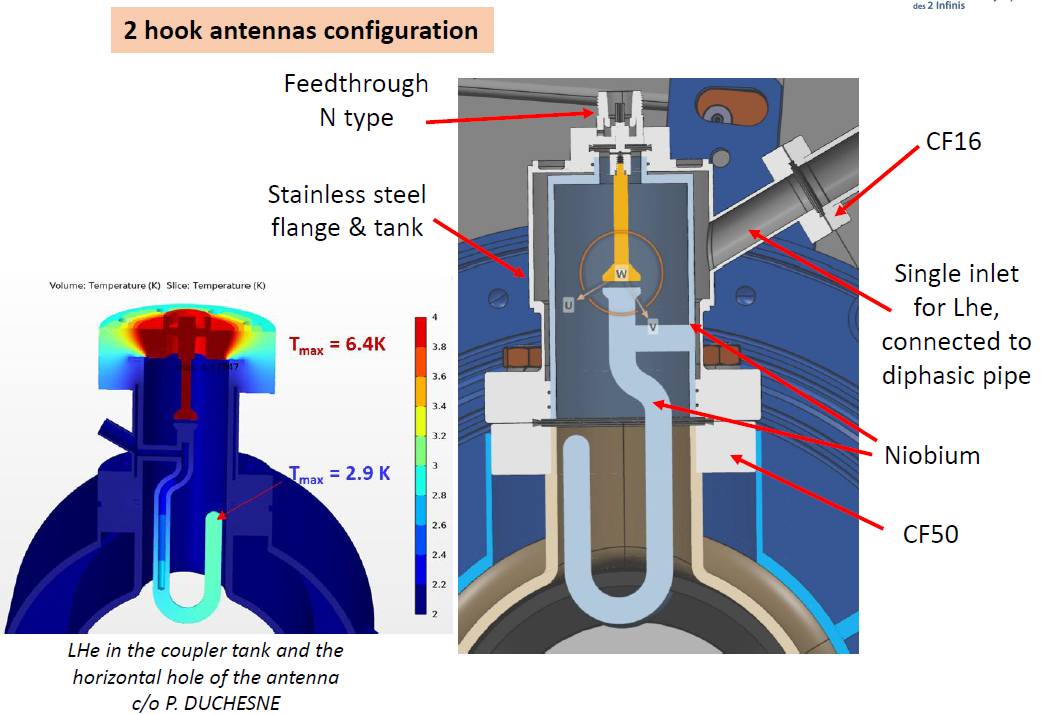 des 2 Infinis
2 hook antennas configuration
Feedthrough
N type
CF16
Stainless steel
flange & tank
Single inlet
for Lhe,
connected to
diphasic pipe
Volume: Temperature (K)  Slice: Temperature (K)
Tmax = 6.4K
Tmax = 2.9 K
4
3.8
3.6
3.4
3.2
3
2.8
2.6
2.4
2.2
2
W
U
V
Niobium
CF50
LHe in the coupler tank and the
horizontal hole of the antenna
c/o P. DUCHESNE